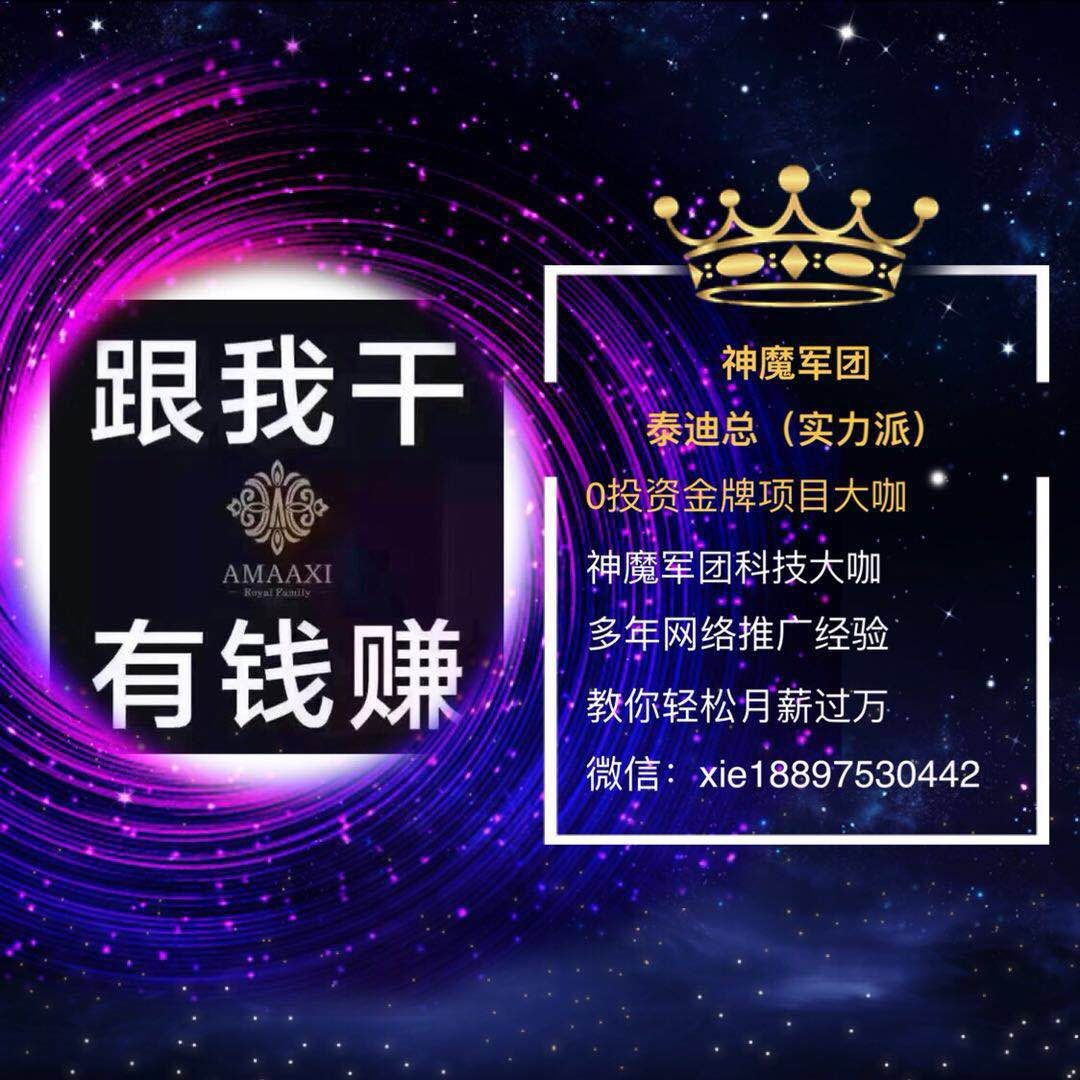 跟我干
AMAAXI
Royal Family
有钱赚
神魔军团
泰迪总（实力派）
0投资金牌项目大咖
神魔军团科技大咖
多年网络推广经验
教你轻松月薪过万
微信：xie18897530442